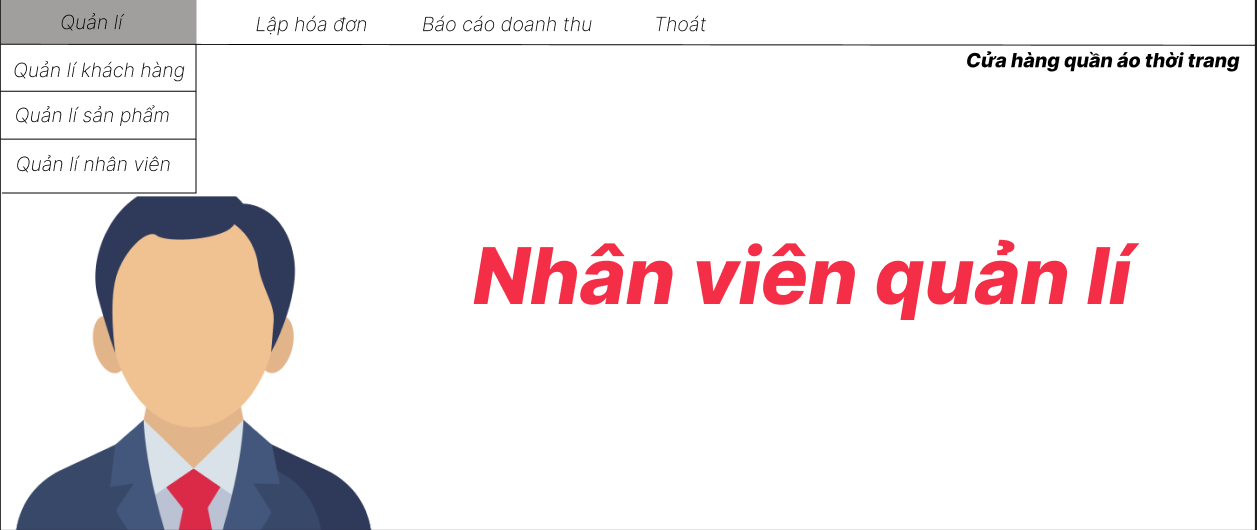 Quản lí
Lập hóa đơn
Báo cáo doanh thu
Thoát
Cửa hàng quần áo thời trang
Quản lí khách hàng
Quản lí sản phẩm
Quản lí nhân viên
Nhân viên quản lí